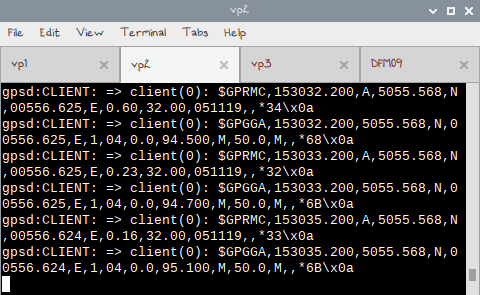 vp2
File Edit View Terminal Tabs Help
vp1 vp2 vp3 DFM09
gpsd:CLIENT: => client(0): $GPRMC,153032.200,A,5055.568,N
,00556.625,E,0.60,32.00,051119,,*34\x0a
gpsd:CLIENT: => client(0): $GPGGA,153032.200,5055.568,N,0
0556.625,E,1,04,0.0,94.500,M,50.0,M,,*68\x0a
gpsd:CLIENT: => client(0): $GPRMC,153033.200,A,5055.568,N
,00556.625,E,0.23,32.00,051119,,*32\x0a
gpsd:CLIENT: => client(0): $GPGGA,153033.200,5055.568,N,0
0556.625,E,1,04,0.0,94.700,M,50.0,M,,*6B\x0a
gpsd:CLIENT: => client(0): $GPRMC,153035.200,A,5055.568,N
,00556.624,E,0.16,32.00,051119,,*33\x0a
gpsd:CLIENT: => client(0): $GPGGA,153035.200,5055.568,N,0
0556.624,E,1,04,0.0,95.100,M,50.0,M,,*6B\x0a